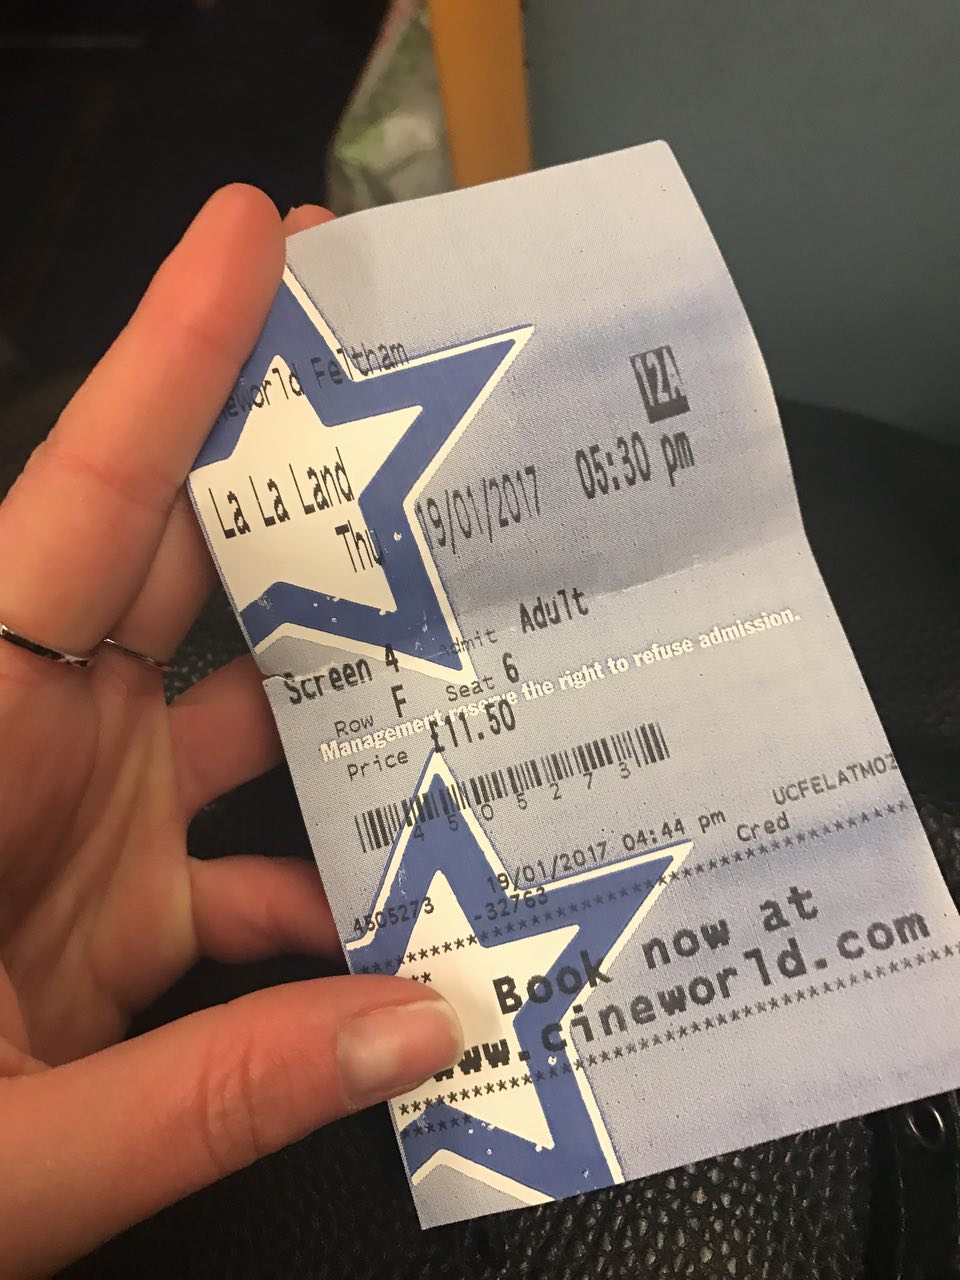 eworld Feltham
12A
La La Land
Thu 19/01/2017 05:30 pm
Screen 4 Admit Adult
Row F Seat 6
Management reserve the right to refuse admission.
Price £11.50
4505273
UCFELATM03
19/01/2017 04:44 pm Cred
4505273 -32763
***********************************
**
Book now at
www.cineworld.com
***********************************
*******